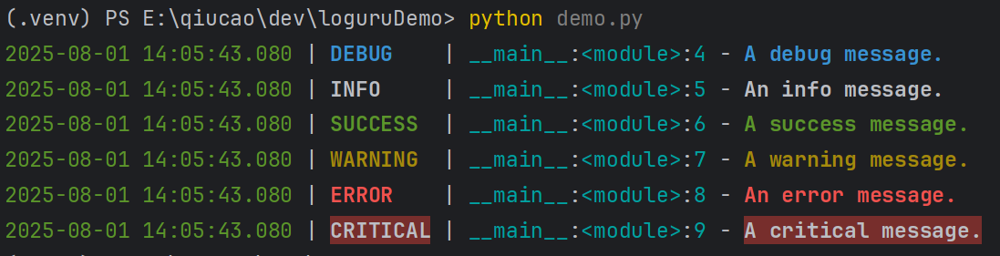 (.venv) PS E:\qiucao\dev\loguruDemo> python demo.py
2025-08-01 14:05:43.080 | DEBUG    | __main__:<module>:4 - A debug message.
2025-08-01 14:05:43.080 | INFO     | __main__:<module>:5 - An info message.
2025-08-01 14:05:43.080 | SUCCESS  | __main__:<module>:6 - A success message.
2025-08-01 14:05:43.080 | WARNING  | __main__:<module>:7 - A warning message.
2025-08-01 14:05:43.080 | ERROR    | __main__:<module>:8 - An error message.
2025-08-01 14:05:43.080 | CRITICAL | __main__:<module>:9 - A critical message.